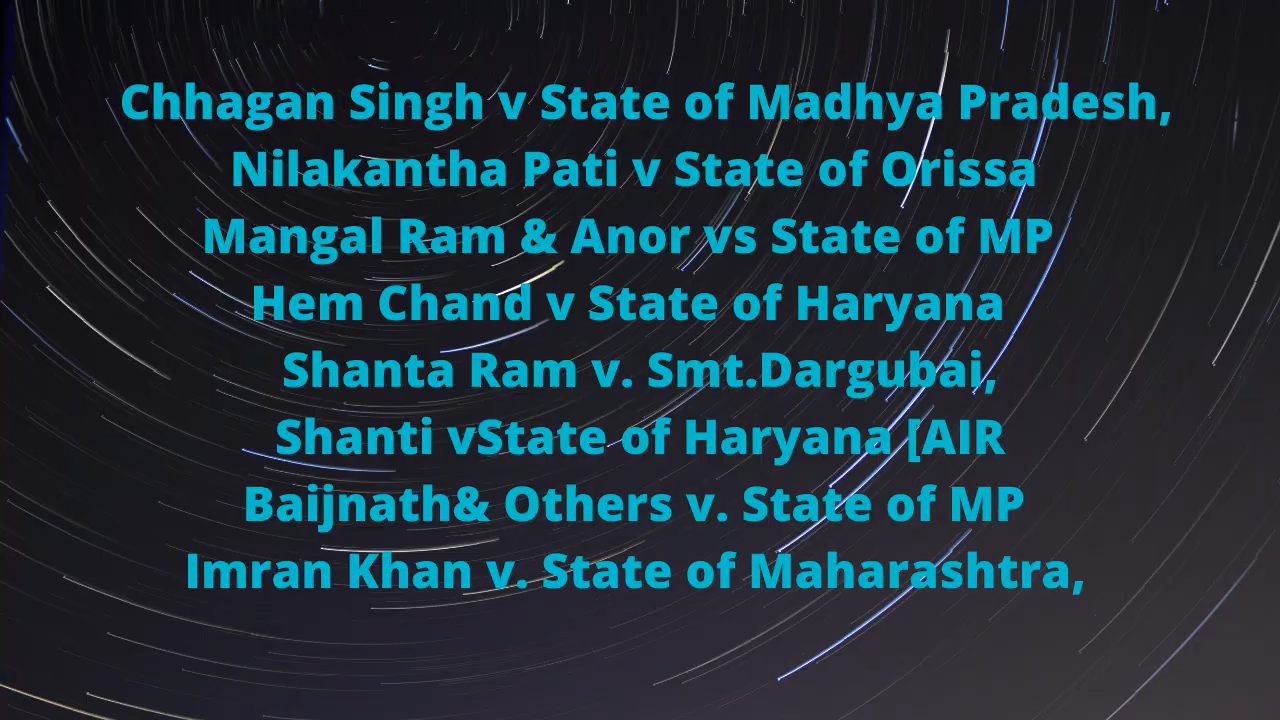 Chhagan Singh v State of Madhya Pradesh,
Nilakantha Pati v State of Orissa
Mangal Ram & Anor vs State of MP
Hem Chand v State of Haryana
Shanta Ram v. Smt.Dargubai,
Shanti vState of Haryana [AIR
Baijnath& Others v. State of MP
Imran Khan v. State of Maharashtra,